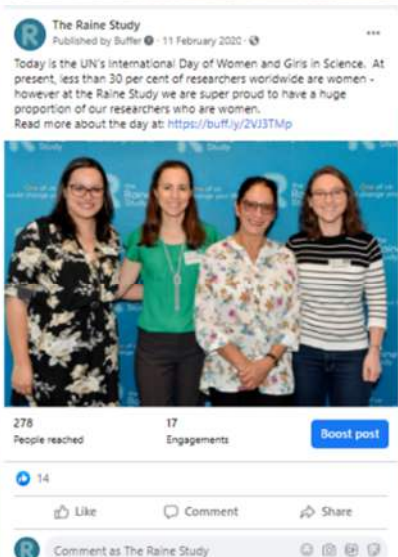 The Raine Study
Published by Buffer · 11 February 2020 ·
Today is the UN's International Day of Women and Girls in Science. At
present, less than 30 per cent of researchers worldwide are women -
however at the Raine Study we are super proud to have a huge
proportion of our researchers who are women.
Read more about the day at: https://buff.ly/2VJ3TMp
278
People reached
17
Engagements
Boost post
14
Like
Comment
Share
Comment as The Raine Study